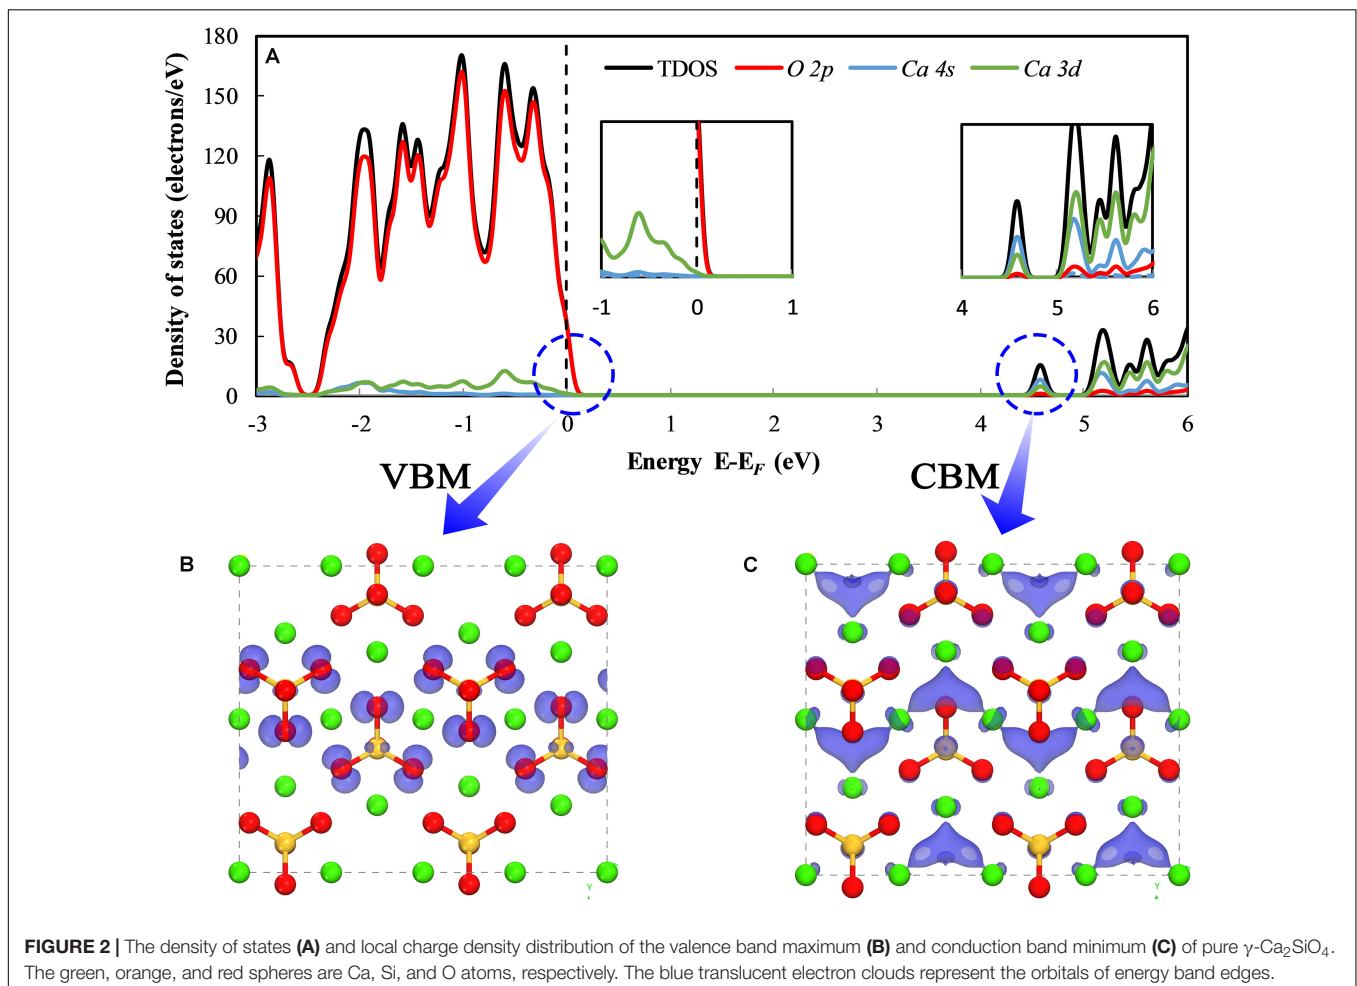 A
TDOS O 2p Ca 4s Ca 3d
Density of states (electrons/eV)
180
150
120
90
60
30
0
-3 -2 -1 0 1 2 3 4 5 6
-1 0 1
4 5 6
Energy E-E_F (eV)
VBM
CBM
B
C
Y
Y
FIGURE 2 | The density of states (A) and local charge density distribution of the valence band maximum (B) and conduction band minimum (C) of pure γ-Ca₂SiO₄.
The green, orange, and red spheres are Ca, Si, and O atoms, respectively. The blue translucent electron clouds represent the orbitals of energy band edges.